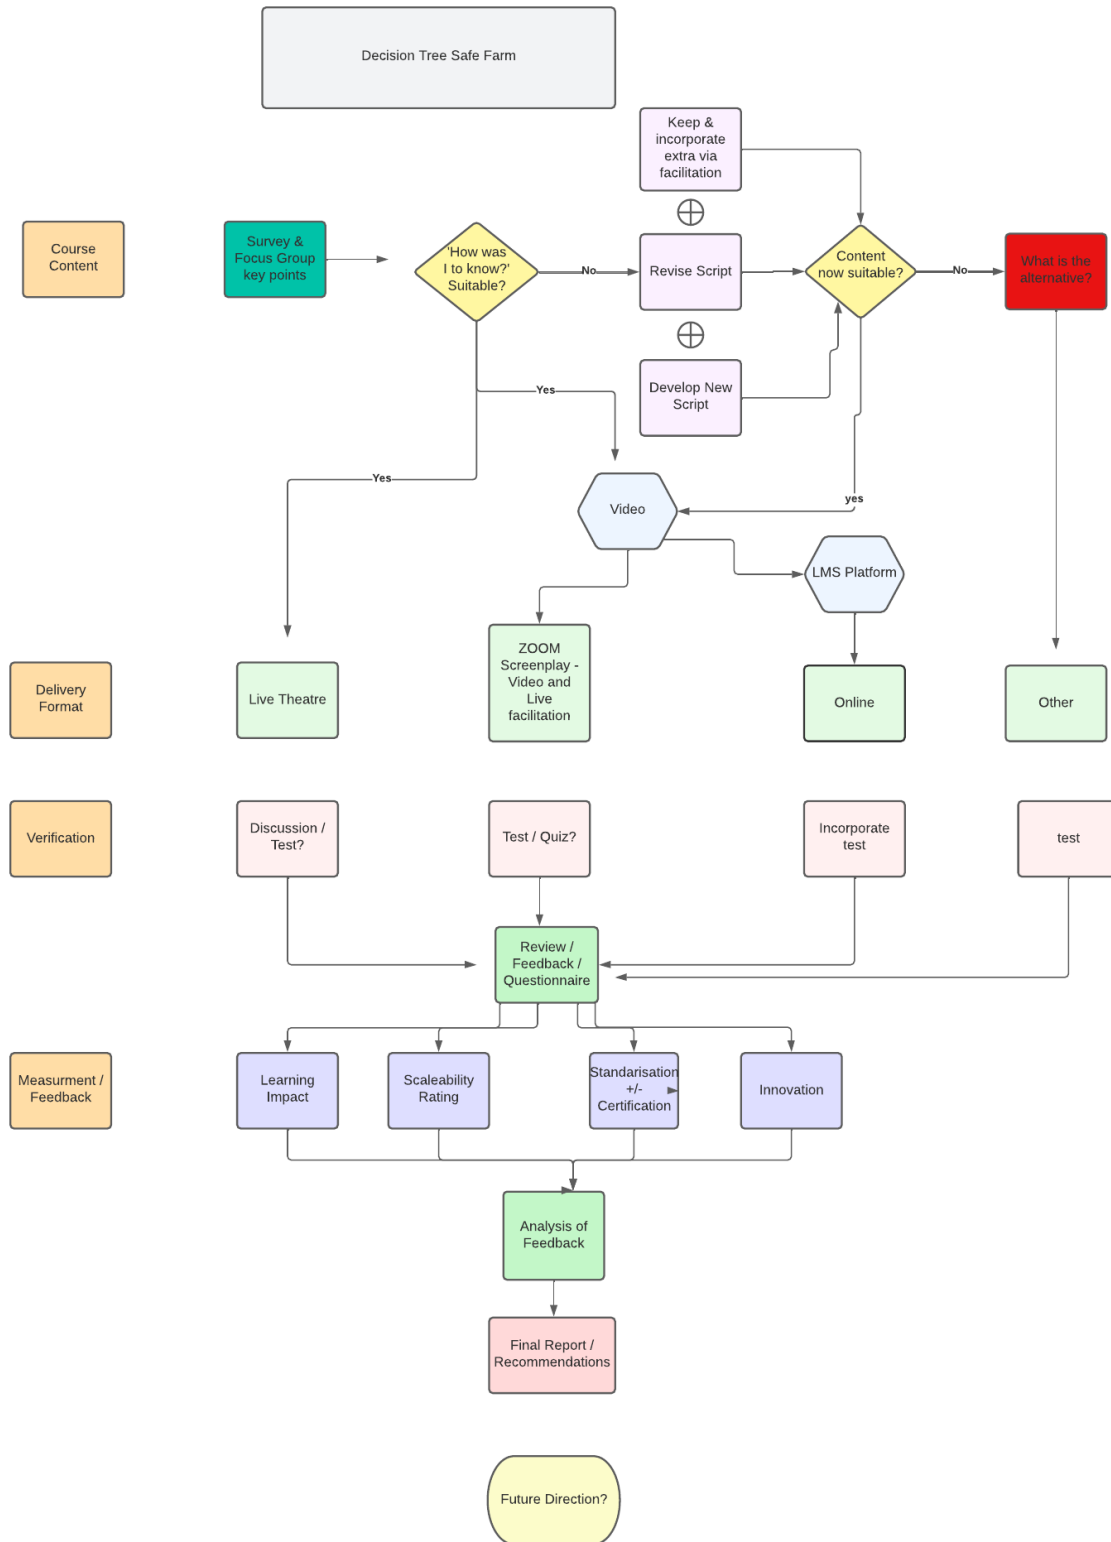 Decision Tree Safe Farm
Keep &
incorporate
extra via
facilitation
Course
Content
Survey &
Focus Group
key points
'How was
I to know?'
Suitable?
No
Revise Script
Content
now suitable?
No
What is the
alternative?
Develop New
Script
Yes
Yes
yes
Video
LMS Platform
Delivery
Format
Live Theatre
ZOOM
Screenplay -
Video and
Live
facilitation
Online
Other
Verification
Discussion /
Test?
Test / Quiz?
Incorporate
test
test
Review /
Feedback /
Questionnaire
Measurment /
Feedback
Learning
Impact
Scaleability
Rating
Standarisation
+/-
Certification
Innovation
Analysis of
Feedback
Final Report /
Recommendations
Future Direction?